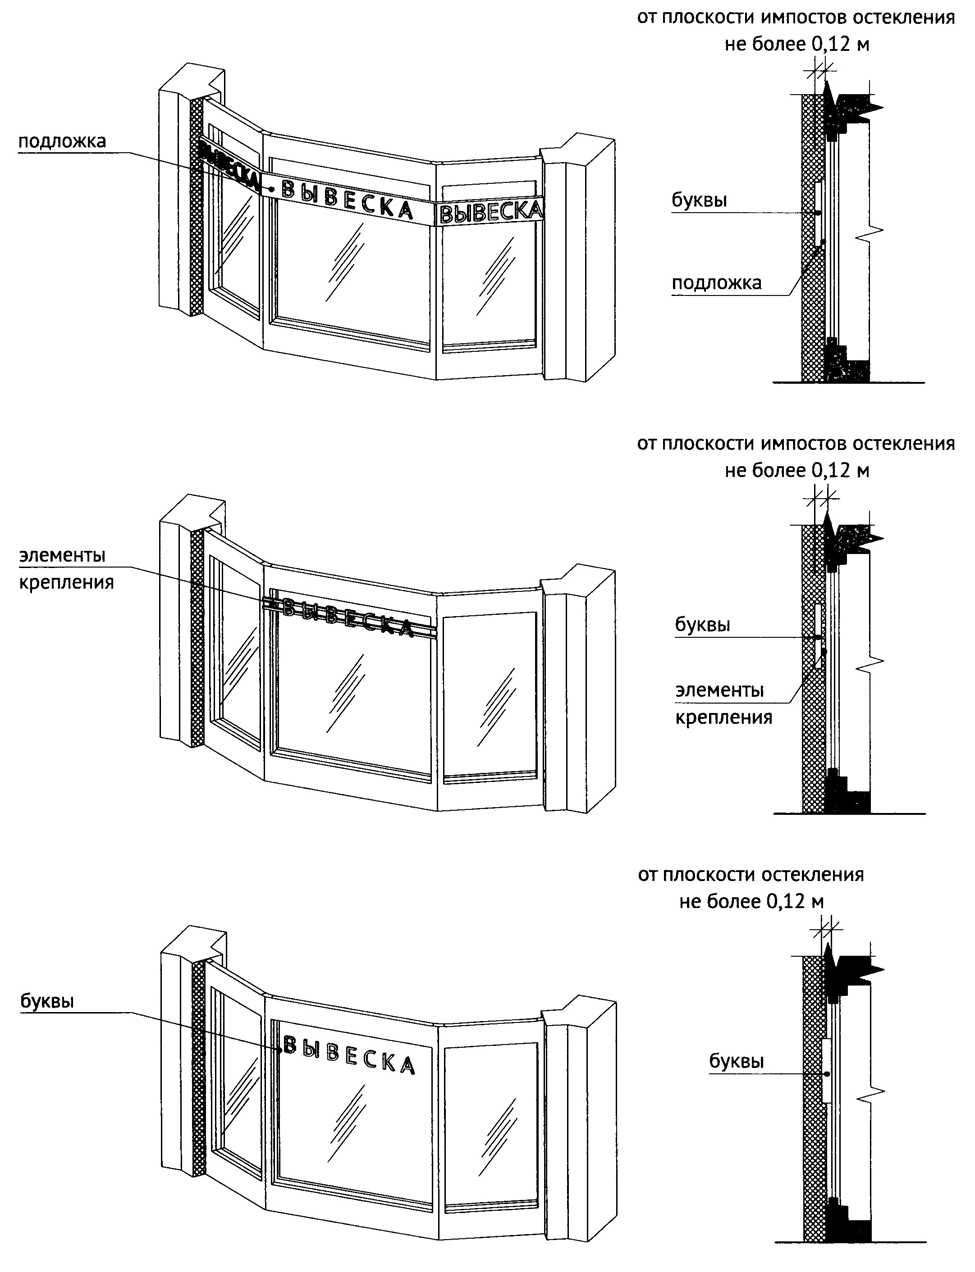 от плоскости импостов остекления
не более 0,12 м
подложка
ВЫВЕСКА
ВЫВЕСКА
ВЫВЕСКА
буквы
подложка
от плоскости импостов остекления
не более 0,12 м
элементы
крепления
ВЫВЕСКА
буквы
элементы
крепления
от плоскости остекления
не более 0,12 м
буквы
ВЫВЕСКА
буквы